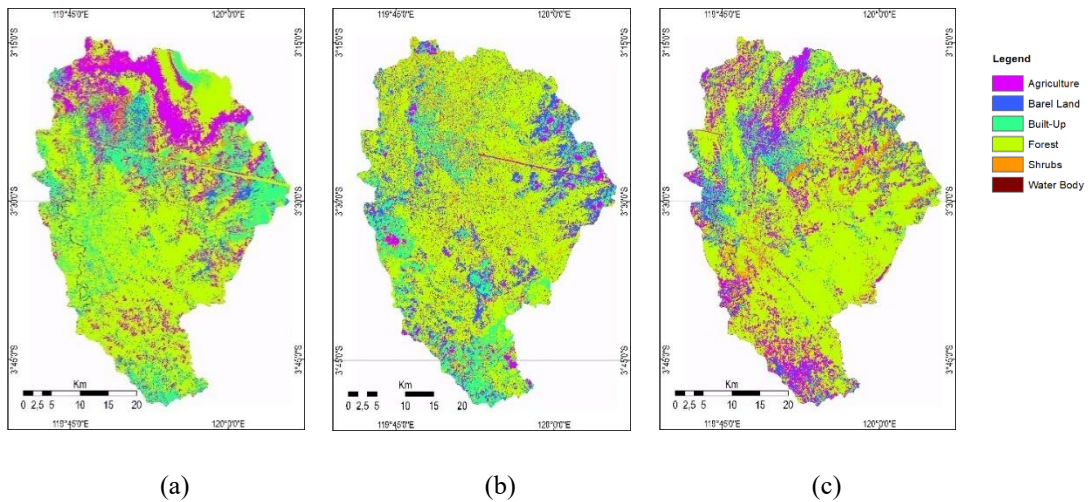 119°45'0"E 120°0'0"E
3°15'0"S
3°30'0"S
3°45'0"S
Km
0 2,5 5 10 15 20
119°45'0"E 120°0'0"E
119°45'0"E 120°0'0"E
3°15'0"S
3°30'0"S
3°45'0"S
Km
0 2,5 5 10 15 20
119°45'0"E 120°0'0"E
119°45'0"E 120°0'0"E
3°15'0"S
3°30'0"S
3°45'0"S
Km
0 2,5 5 10 15 20
119°45'0"E 120°0'0"E
Legend
Agriculture
Barel Land
Built-Up
Forest
Shrubs
Water Body
(a) (b) (c)